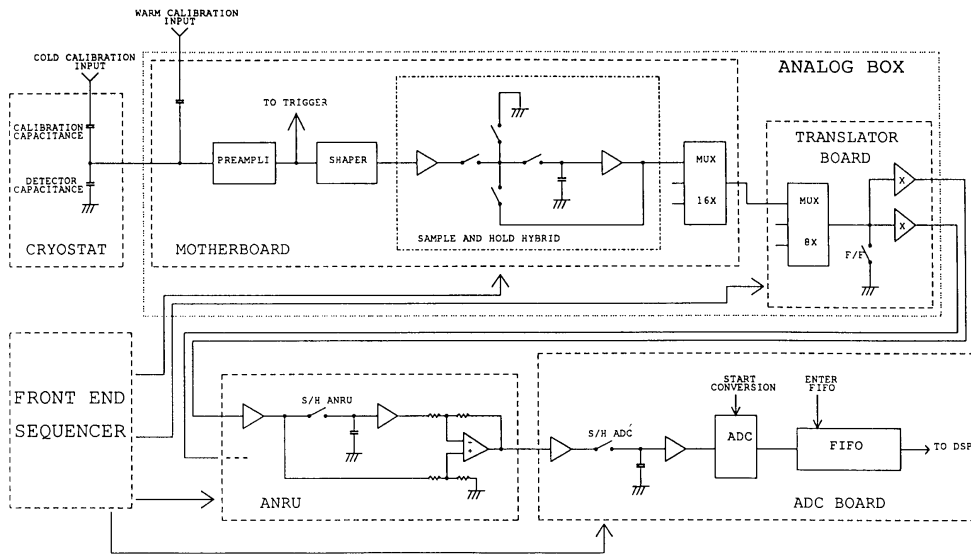 WARM CALIBRATION
INPUT
COLD CALIBRATION
INPUT
ANALOG BOX
TO TRIGGER
CALIBRATION
CAPACITANCE
TRANSLATOR
BOARD
PREAMPLI
SHAPER
MUX
16X
DETECTOR
CAPACITANCE
X
MUX
8X
X
F/F
CRYOSTAT
MOTHERBOARD
SAMPLE AND HOLD HYBRID
FRONT END
SEQUENCER
S/H ANRU
-
+
ANRU
S/H ADC
START
CONVERSION
ENTER
FIFO
ADC
FIFO
TO DSP
ADC BOARD